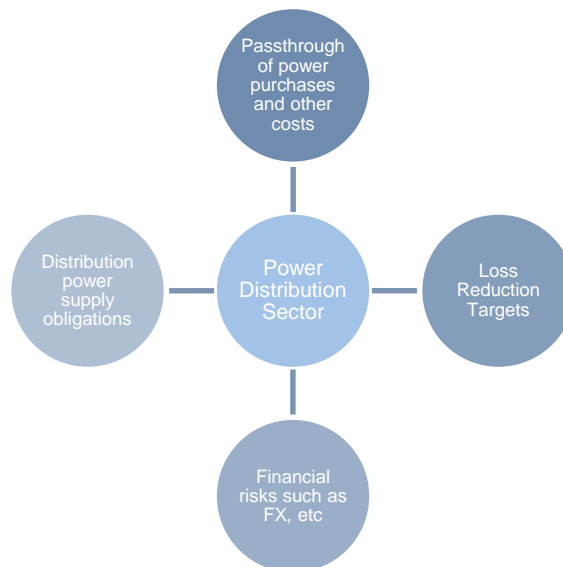 Passthrough
of power
purchases
and other
costs
Distribution
power
supply
obligations
Power
Distribution
Sector
Loss
Reduction
Targets
Financial
risks such as
FX, etc